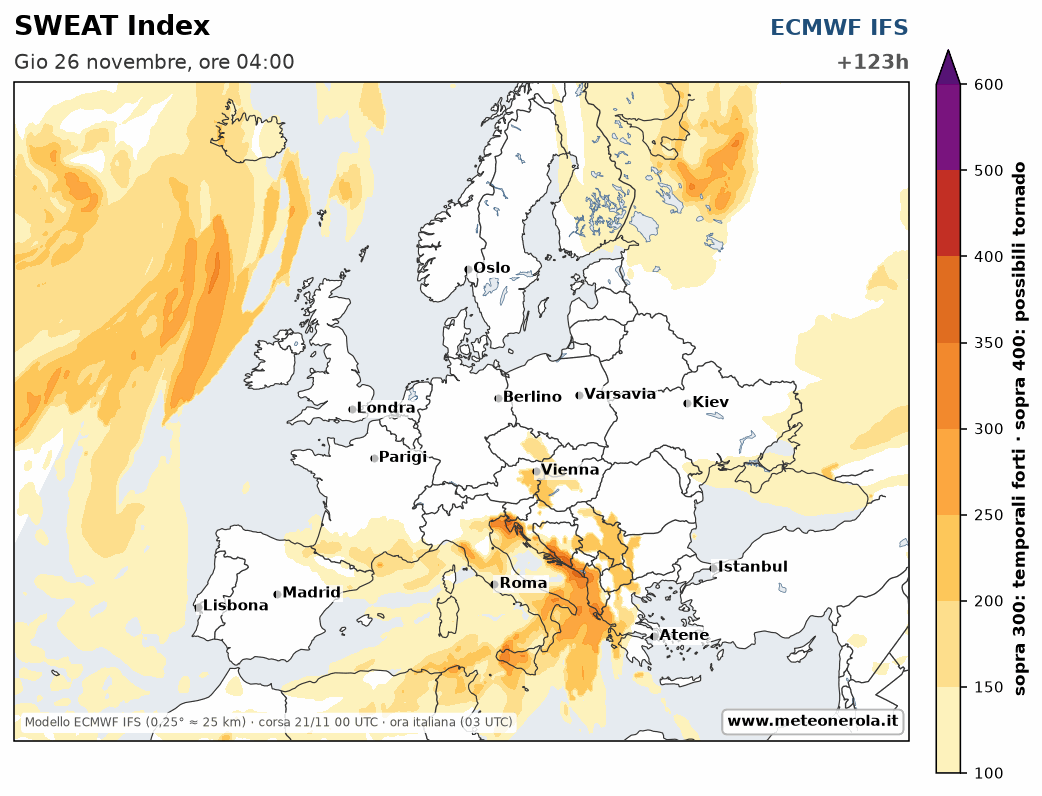 SWEAT Index
ECMWF IFS
Gio 26 novembre, ore 04:00
+123h
Oslo
Londra
Berlino
Varsavia
Kiev
Parigi
Vienna
Istanbul
Roma
Madrid
Lisbona
Atene
Modello ECMWF IFS (0,25° ≈ 25 km) · corsa 21/11 00 UTC · ora italiana (03 UTC)
www.meteonerola.it
600
500
400
350
300
250
200
150
100
sopra 300: temporali forti · sopra 400: possibili tornado